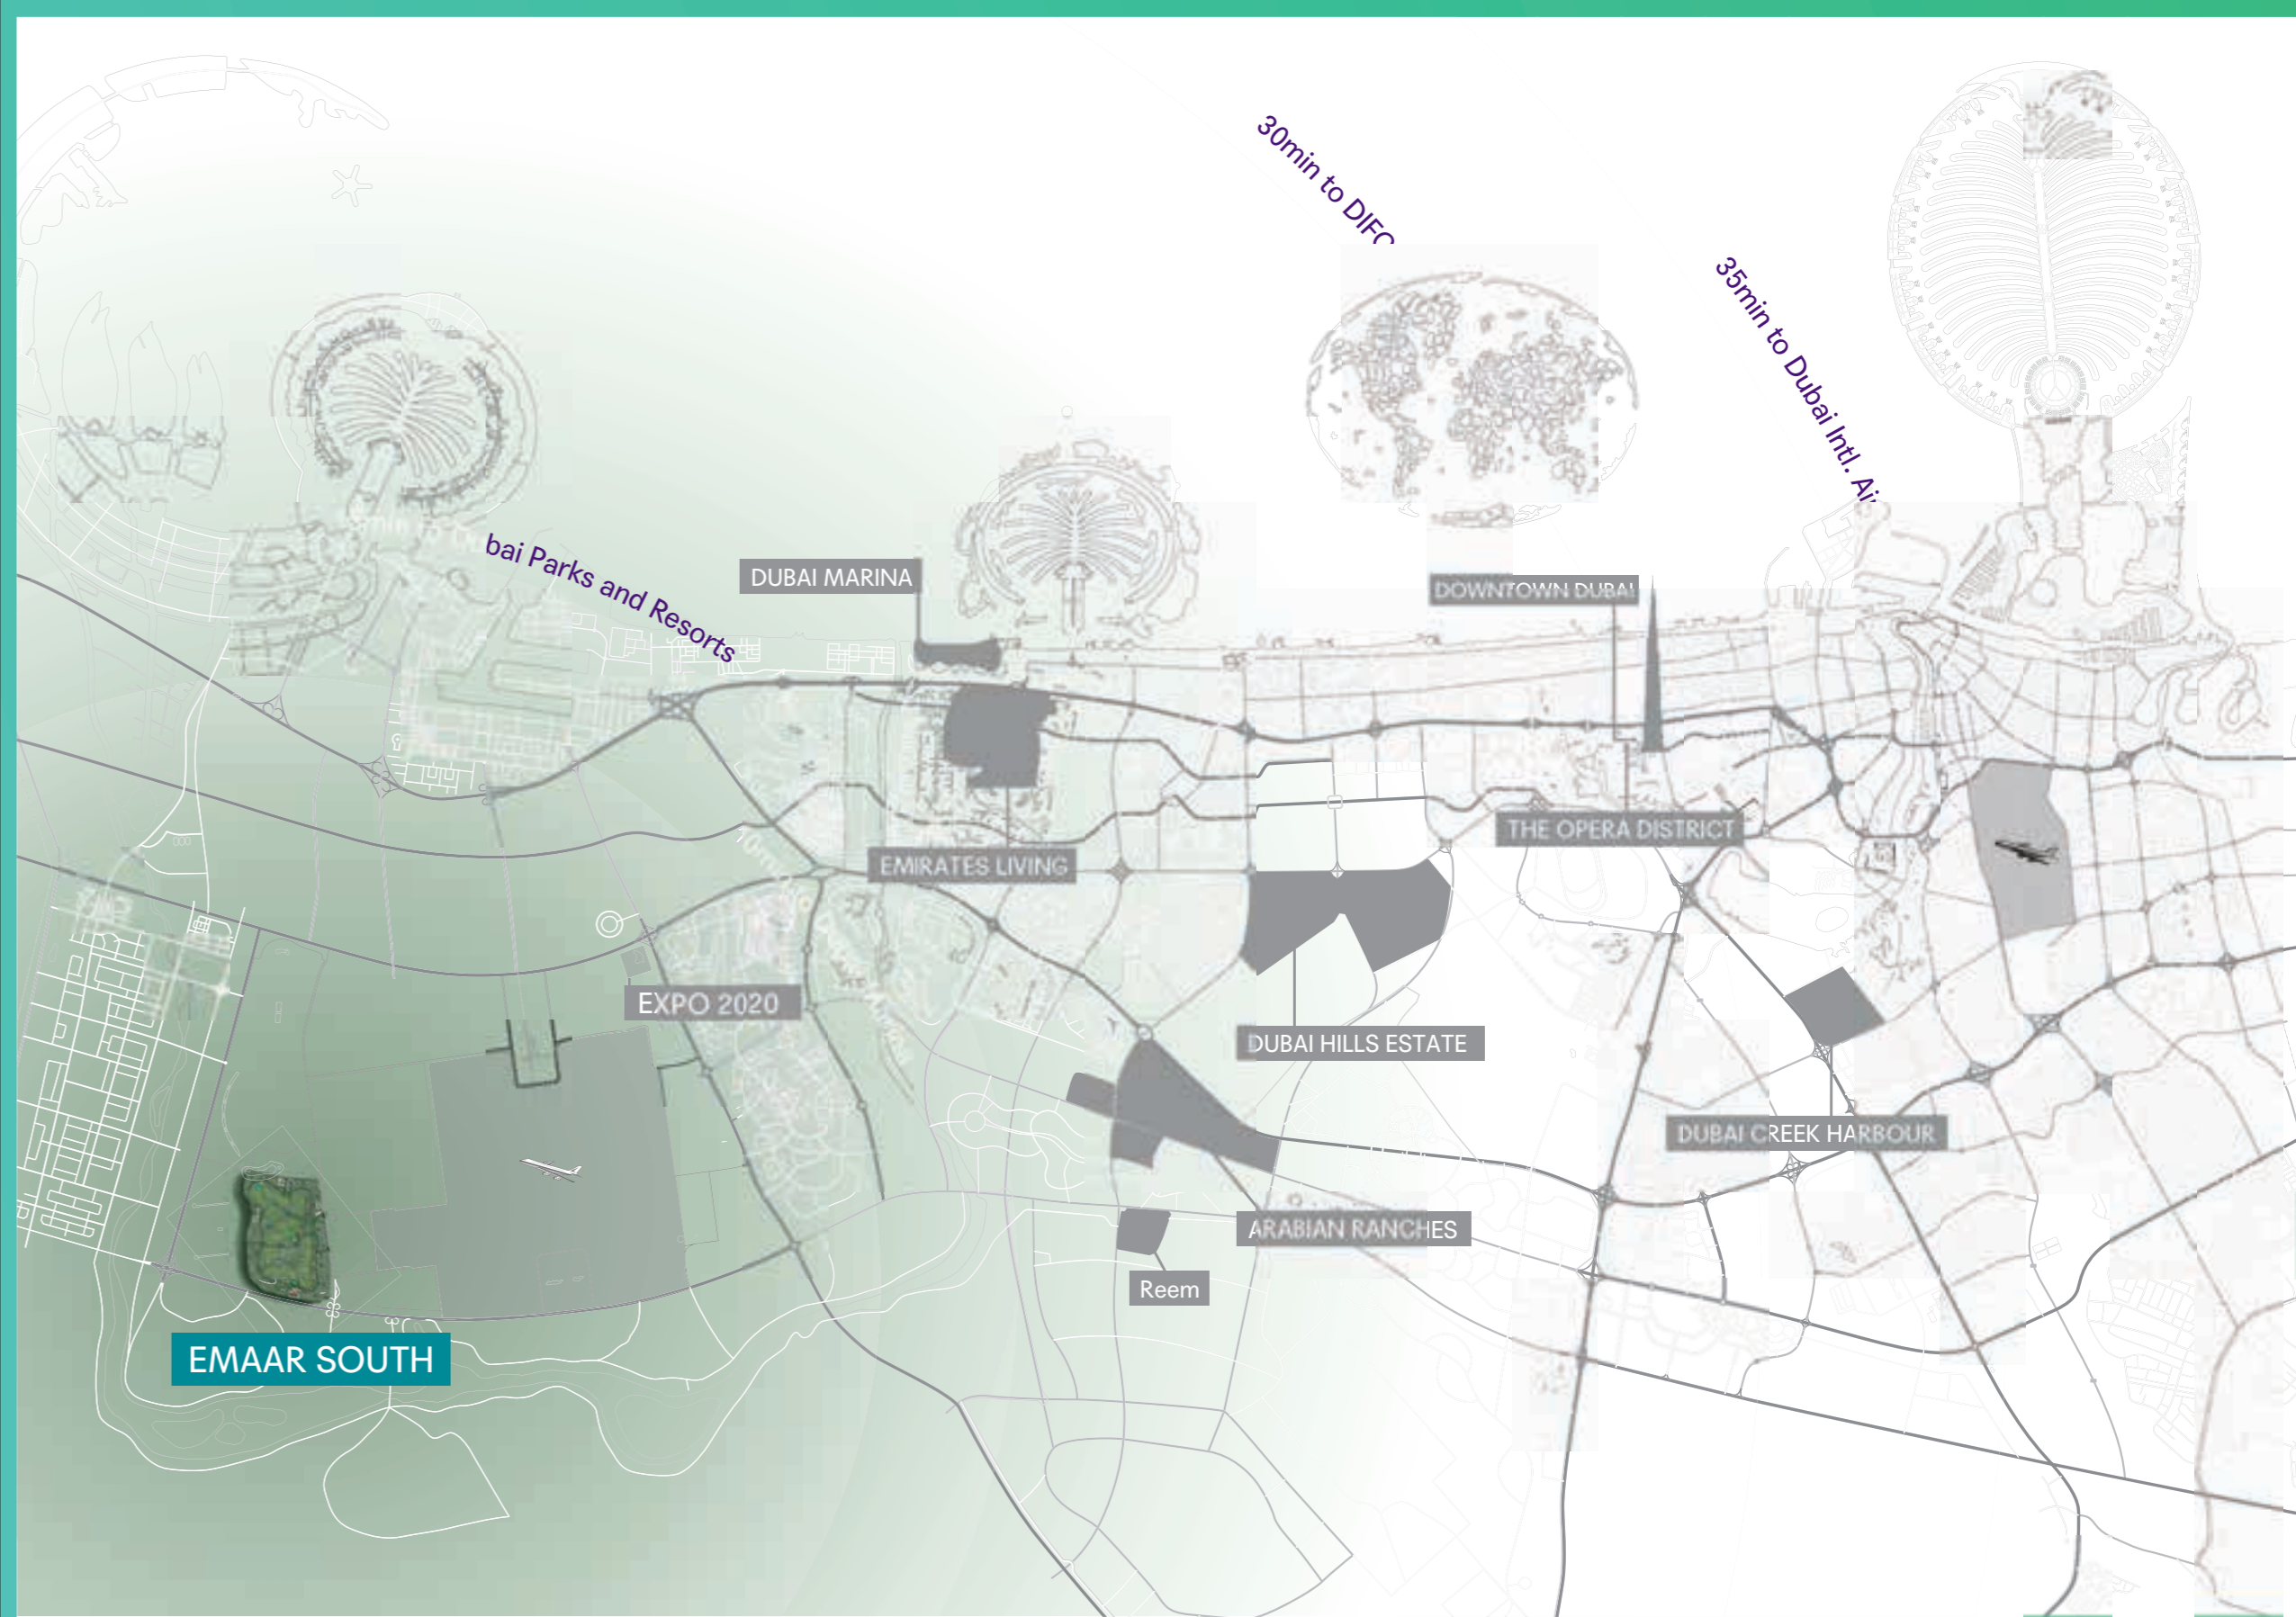 30min to DIFC
35min to Dubai Intl. Ai
bai Parks and Resorts
DUBAI MARINA
DOWNTOWN DUBAI
THE OPERA DISTRICT
EMIRATES LIVING
EXPO 2020
DUBAI HILLS ESTATE
DUBAI CREEK HARBOUR
ARABIAN RANCHES
Reem
EMAAR SOUTH